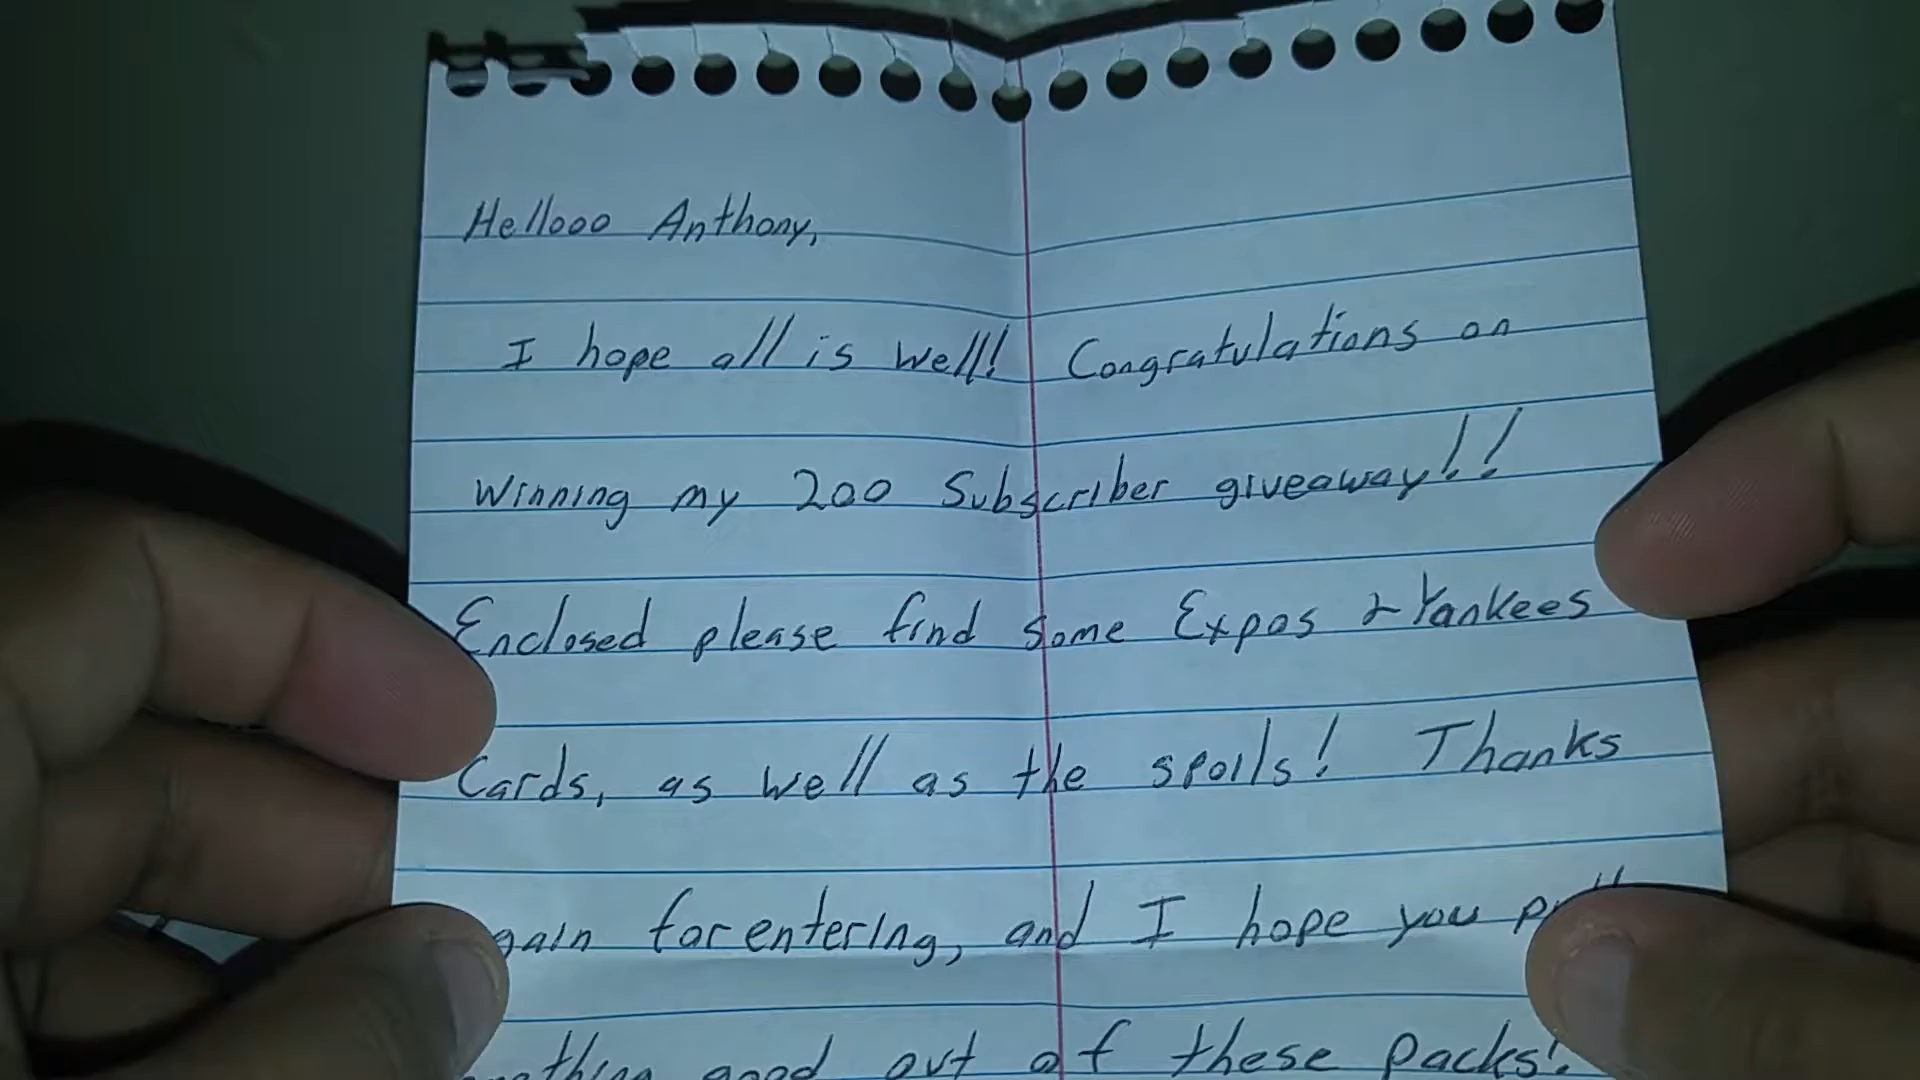 Hellooo Anthony,
I hope all is well! Congratulations on
Winning my 200 Subscriber giveaway!!
Enclosed please find some Expos & Yankees
Cards, as well as the spoils! Thanks
gain for entering, and I hope you
good out of these packs!